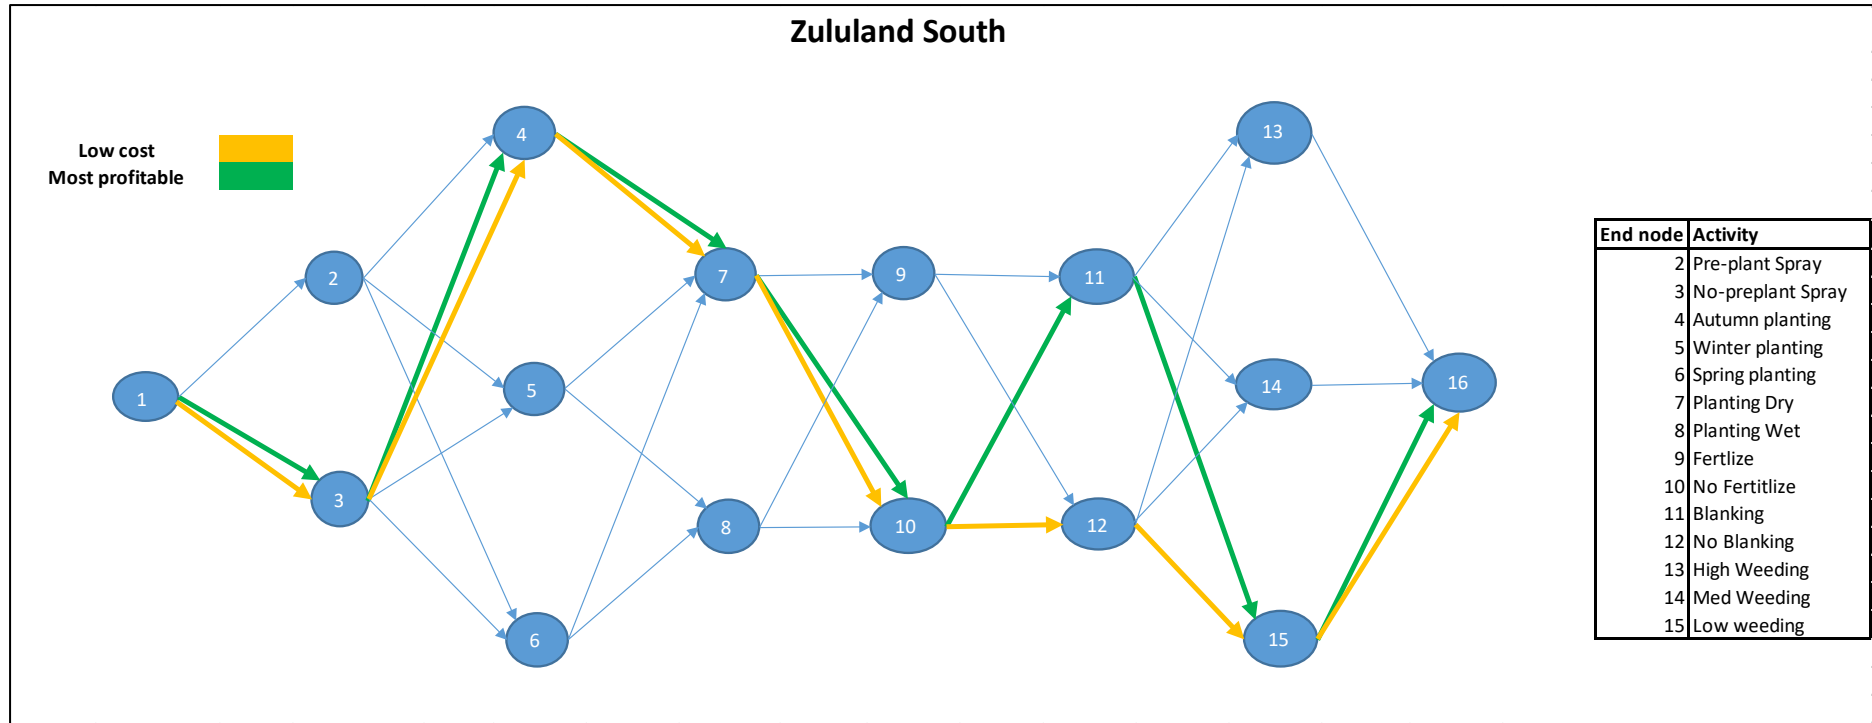 Zululand South
Low cost
Most profitable
1
2
3
4
5
6
7
8
9
10
11
12
13
14
15
16
End node Activity
2 Pre-plant Spray
3 No-preplant Spray
4 Autumn planting
5 Winter planting
6 Spring planting
7 Planting Dry
8 Planting Wet
9 Fertlize
10 No Fertitlize
11 Blanking
12 No Blanking
13 High Weeding
14 Med Weeding
15 Low weeding